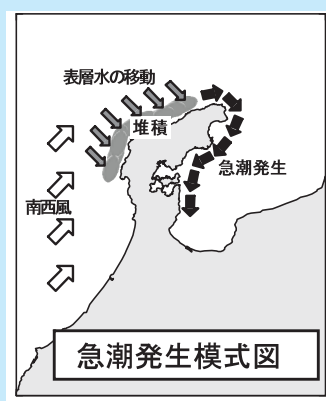 表層水の移動
堆積
急潮発生
南西風
急潮発生模式図